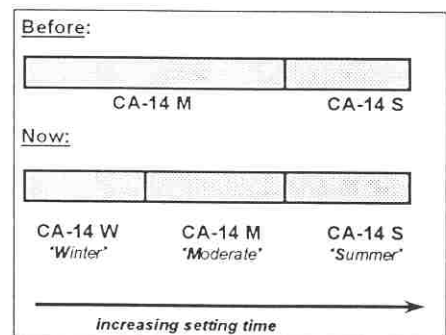 Before:
CA-14 M CA-14 S
Now:
CA-14 W CA-14 M CA-14 S
"Winter" "Moderate" "Summer"
increasing setting time